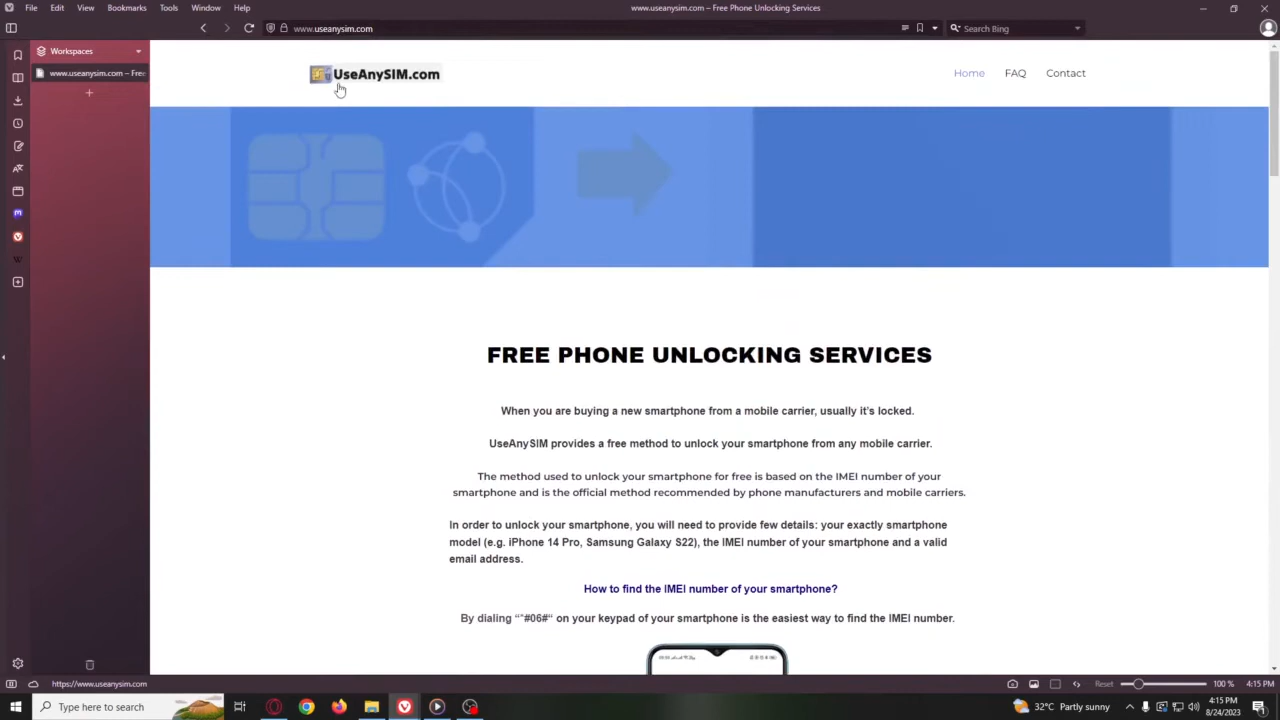 File Edit View Bookmarks Mail Tools Window Help
www.useanysim.com – Free Phone Unlocking Services
www.useanysim.com
Search Bing
Workspaces
www.useanysim.com – Free
UseAnySIM.com
Home FAQ Contact
FREE PHONE UNLOCKING SERVICES
When you are buying a new smartphone from a mobile carrier, usually it's locked.
UseAnySIM provides a free method to unlock your smartphone from any mobile carrier.
The method used to unlock your smartphone for free is based on the IMEI number of your
smartphone and is the official method recommended by phone manufacturers and mobile carriers.
In order to unlock your smartphone, you will need to provide few details: your exactly smartphone
model (e.g. iPhone 14 Pro, Samsung Galaxy S22), the IMEI number of your smartphone and a valid
email address.
How to find the IMEI number of your smartphone?
By dialing “*#06#“ on your keypad of your smartphone is the easiest way to find the IMEI number.
https://www.useanysim.com
Reset 100 % 4:15 PM
Type here to search
32°C Partly sunny
4:15 PM
8/24/2023